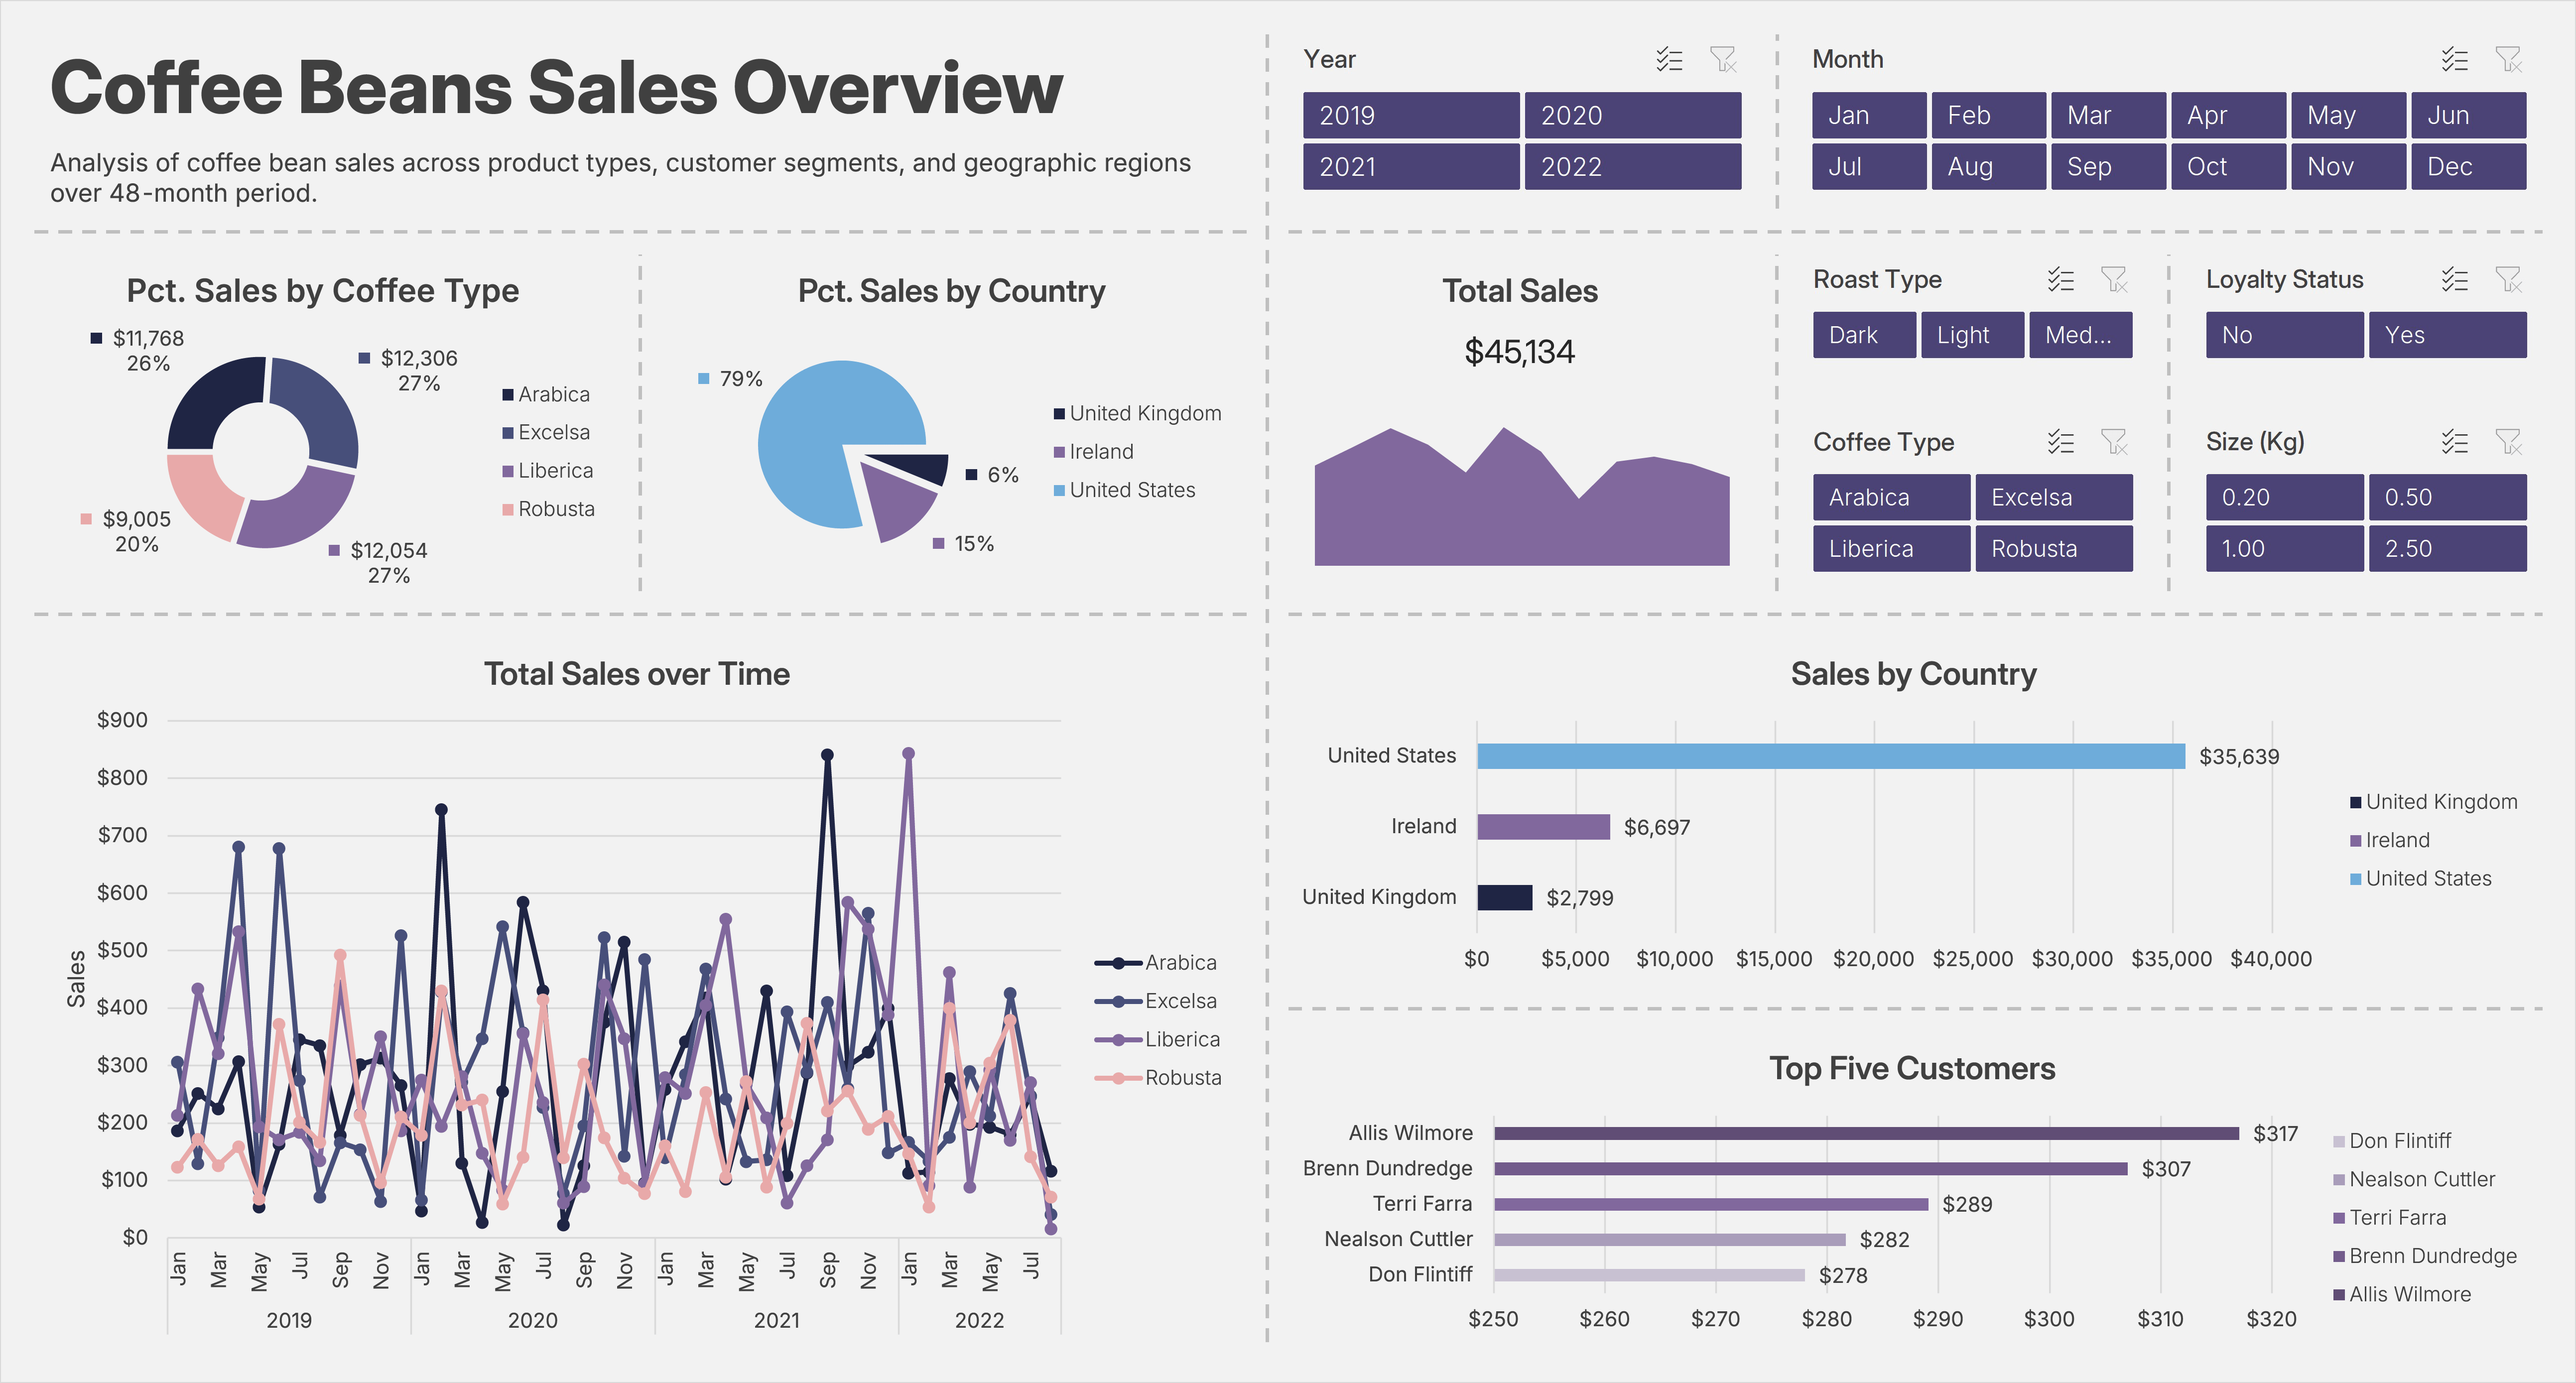 Coffee Beans Sales Overview
Analysis of coffee bean sales across product types, customer segments, and geographic regions
over 48-month period.
Year
2019
2020
2021
2022
Month
Jan
Feb
Mar
Apr
May
Jun
Jul
Aug
Sep
Oct
Nov
Dec
Pct. Sales by Coffee Type
$11,768
26%
$12,306
27%
$9,005
20%
$12,054
27%
Arabica
Excelsa
Liberica
Robusta
Pct. Sales by Country
79%
6%
15%
United Kingdom
Ireland
United States
Total Sales
$45,134
Roast Type
Dark
Light
Med...
Loyalty Status
No
Yes
Coffee Type
Arabica
Excelsa
Liberica
Robusta
Size (Kg)
0.20
0.50
1.00
2.50
Total Sales over Time
Sales
$900
$800
$700
$600
$500
$400
$300
$200
$100
$0
Jan
Mar
May
Jul
Sep
Nov
Jan
Mar
May
Jul
Sep
Nov
Jan
Mar
May
Jul
Sep
Nov
Jan
Mar
May
Jul
2019
2020
2021
2022
Arabica
Excelsa
Liberica
Robusta
Sales by Country
United States
$35,639
Ireland
$6,697
United Kingdom
$2,799
$0
$5,000
$10,000
$15,000
$20,000
$25,000
$30,000
$35,000
$40,000
United Kingdom
Ireland
United States
Top Five Customers
Allis Wilmore
$317
Brenn Dundredge
$307
Terri Farra
$289
Nealson Cuttler
$282
Don Flintiff
$278
$250
$260
$270
$280
$290
$300
$310
$320
Don Flintiff
Nealson Cuttler
Terri Farra
Brenn Dundredge
Allis Wilmore